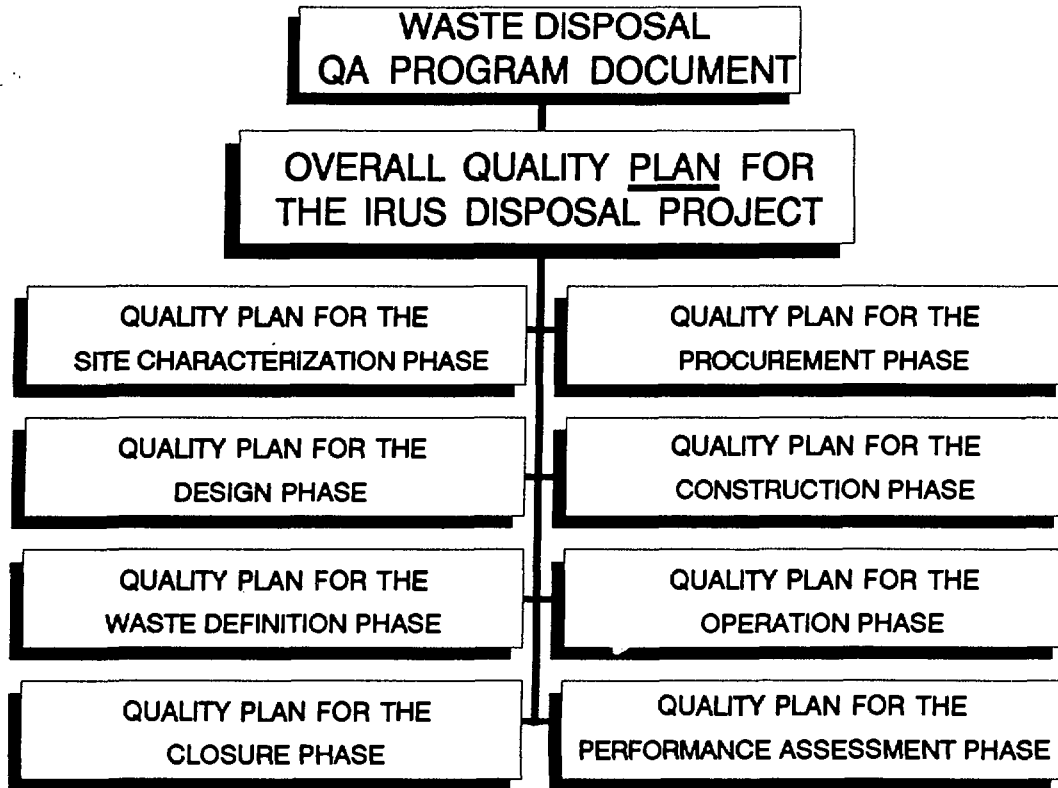 WASTE DISPOSAL
QA PROGRAM DOCUMENT
OVERALL QUALITY PLAN FOR
THE IRUS DISPOSAL PROJECT
QUALITY PLAN FOR THE
SITE CHARACTERIZATION PHASE
QUALITY PLAN FOR THE
PROCUREMENT PHASE
QUALITY PLAN FOR THE
DESIGN PHASE
QUALITY PLAN FOR THE
CONSTRUCTION PHASE
QUALITY PLAN FOR THE
WASTE DEFINITION PHASE
QUALITY PLAN FOR THE
OPERATION PHASE
QUALITY PLAN FOR THE
CLOSURE PHASE
QUALITY PLAN FOR THE
PERFORMANCE ASSESSMENT PHASE